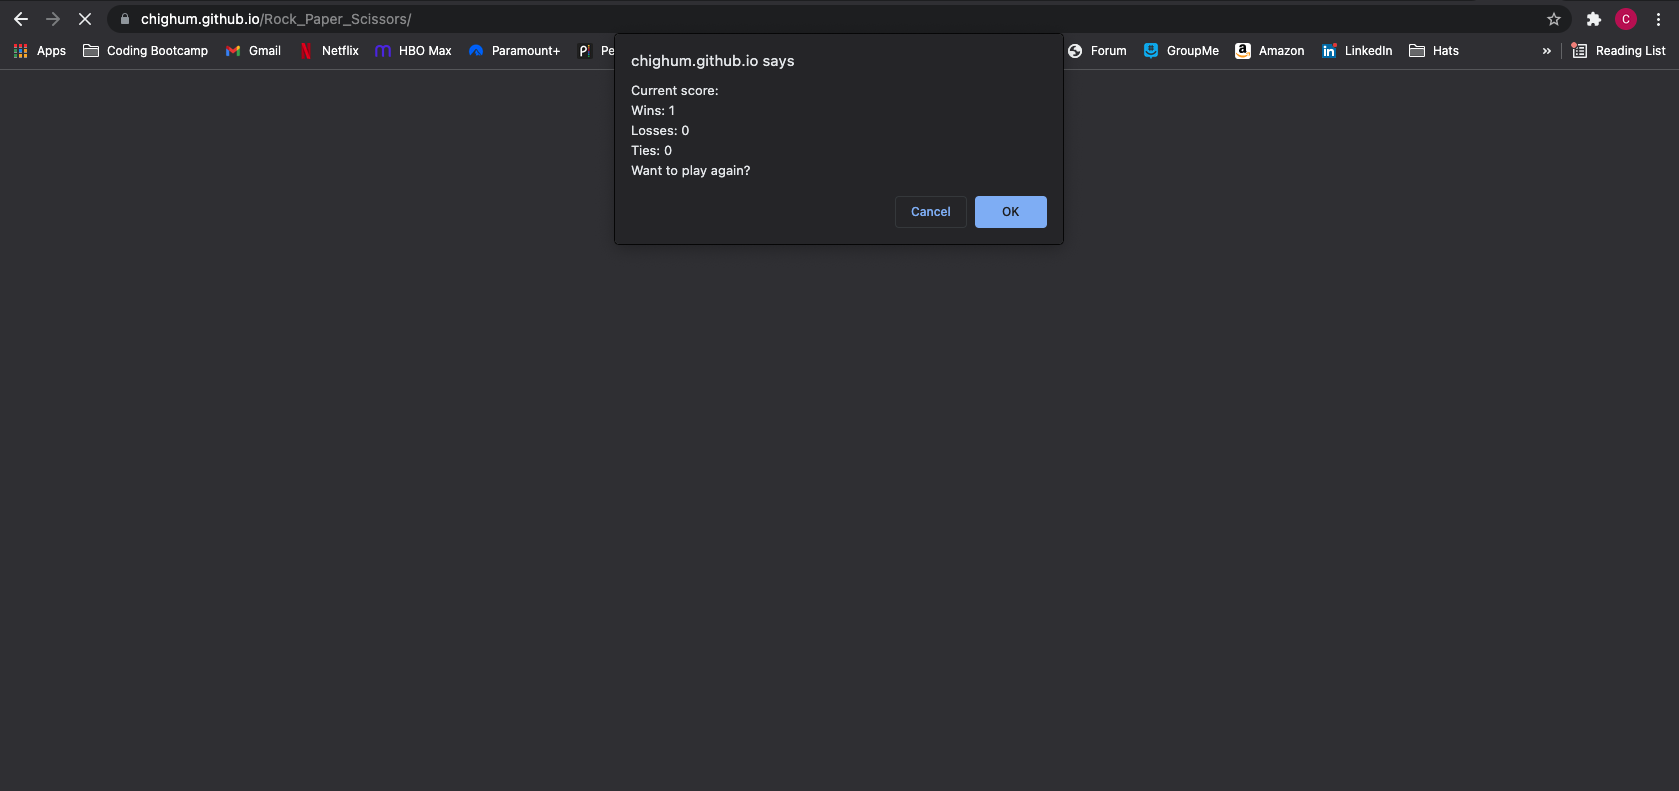 chighum.github.io/Rock_Paper_Scissors/
C
Apps Coding Bootcamp Gmail Netflix HBO Max Paramount+ P! Pe Forum GroupMe Amazon LinkedIn Hats » Reading List
chighum.github.io says
Current score:
Wins: 1
Losses: 0
Ties: 0
Want to play again?
Cancel OK